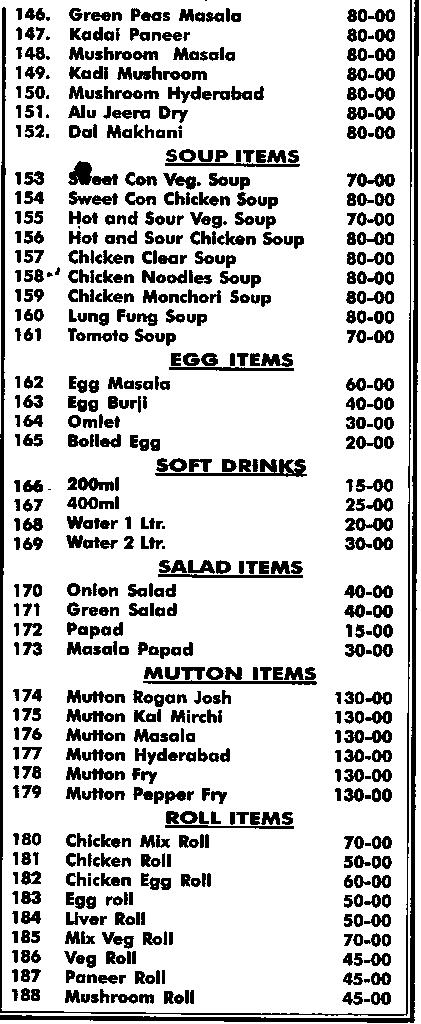 146. Green Peas Masala 80-00
147. Kadai Paneer 80-00
148. Mushroom Masala 80-00
149. Kadi Mushroom 80-00
150. Mushroom Hyderabad 80-00
151. Alu Jeera Dry 80-00
152. Dal Makhani 80-00
SOUP ITEMS
153 Sweet Con Veg. Soup 70-00
154 Sweet Con Chicken Soup 80-00
155 Hot and Sour Veg. Soup 70-00
156 Hot and Sour Chicken Soup 80-00
157 Chicken Clear Soup 80-00
158 Chicken Noodles Soup 80-00
159 Chicken Monchori Soup 80-00
160 Lung Fung Soup 80-00
161 Tomato Soup 70-00
EGG ITEMS
162 Egg Masala 60-00
163 Egg Burji 40-00
164 Omlet 30-00
165 Boiled Egg 20-00
SOFT DRINKS
166 200ml 15-00
167 400ml 25-00
168 Water 1 Ltr. 20-00
169 Water 2 Ltr. 30-00
SALAD ITEMS
170 Onion Salad 40-00
171 Green Salad 40-00
172 Papad 15-00
173 Masala Papad 30-00
MUTTON ITEMS
174 Mutton Rogan Josh 130-00
175 Mutton Kal Mirchi 130-00
176 Mutton Masala 130-00
177 Mutton Hyderabad 130-00
178 Mutton Fry 130-00
179 Mutton Pepper Fry 130-00
ROLL ITEMS
180 Chicken Mix Roll 70-00
181 Chicken Roll 50-00
182 Chicken Egg Roll 60-00
183 Egg roll 50-00
184 Liver Roll 50-00
185 Mix Veg Roll 70-00
186 Veg Roll 45-00
187 Paneer Roll 45-00
188 Mushroom Roll 45-00